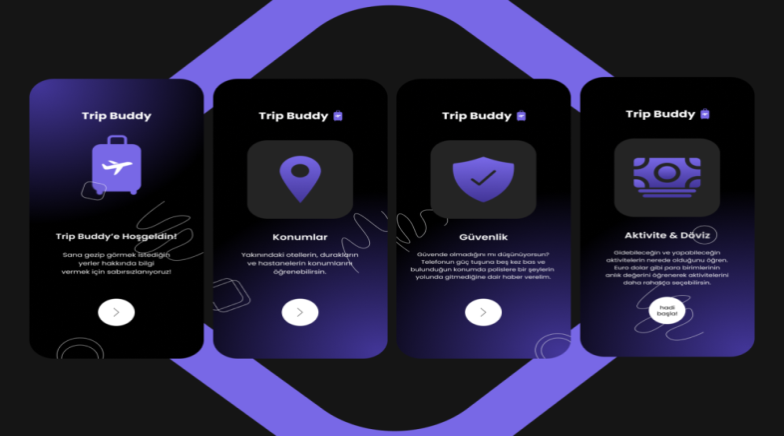 Trip Buddy
Trip Buddy'e Hoşgeldin!
Sana gezip görmek istediğin
yerler hakkında bilgi
vermek için sabırsızlanıyoruz!
Trip Buddy
Konumlar
Yakınındaki otellerin, durakların
ve hastanelerin konumlarını
öğrenebilirsin.
Trip Buddy
Güvenlik
Güvende olmadığını mı düşünüyorsun?
Telefonun güç tuşuna beş kez bas ve
bulunduğun konumda polislere bir şeylerin
yolunda gitmediğine dair haber verelim.
Trip Buddy
Aktivite & Döviz
Gidebileceğin ve yapabileceğin
aktivitelerin nerede olduğunu öğren.
Euro dolar gibi para birimlerinin
anlık değerini öğrenerek aktivitelerini
daha rahatça seçebilirsin.
hadi
başla!